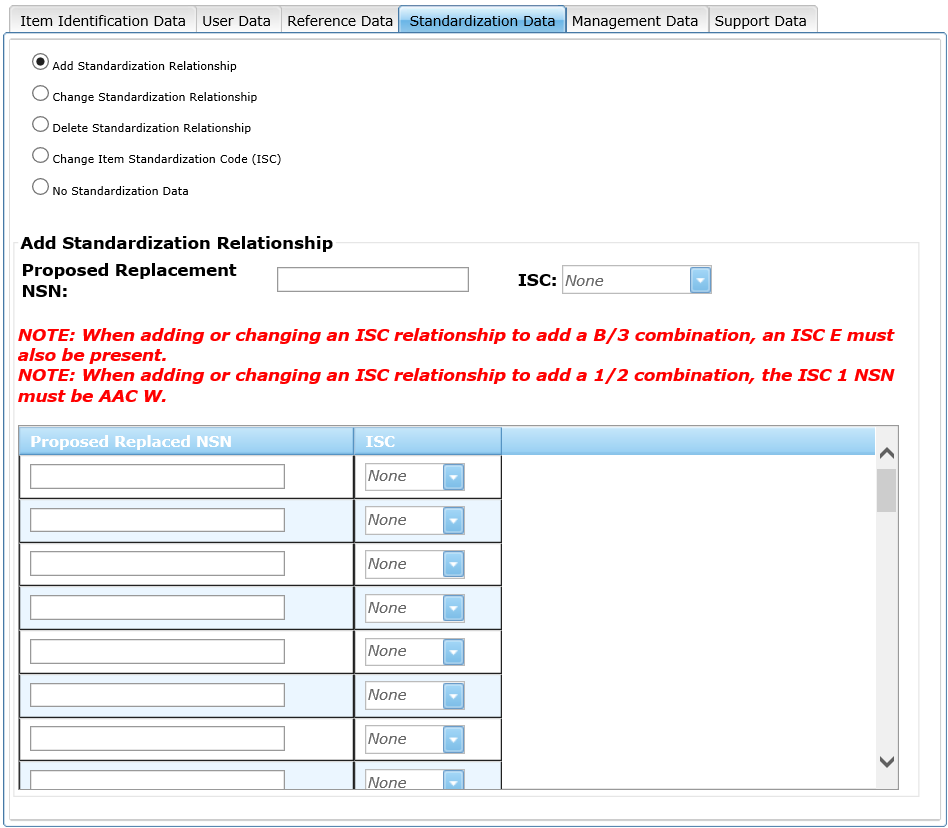 Item Identification Data User Data Reference Data Standardization Data Management Data Support Data
Add Standardization Relationship
Change Standardization Relationship
Delete Standardization Relationship
Change Item Standardization Code (ISC)
No Standardization Data
Add Standardization Relationship
Proposed Replacement
NSN:
ISC: None
NOTE: When adding or changing an ISC relationship to add a B/3 combination, an ISC E must
also be present.
NOTE: When adding or changing an ISC relationship to add a 1/2 combination, the ISC 1 NSN
must be AAC W.
Proposed Replaced NSN ISC
None
None
None
None
None
None
None
None